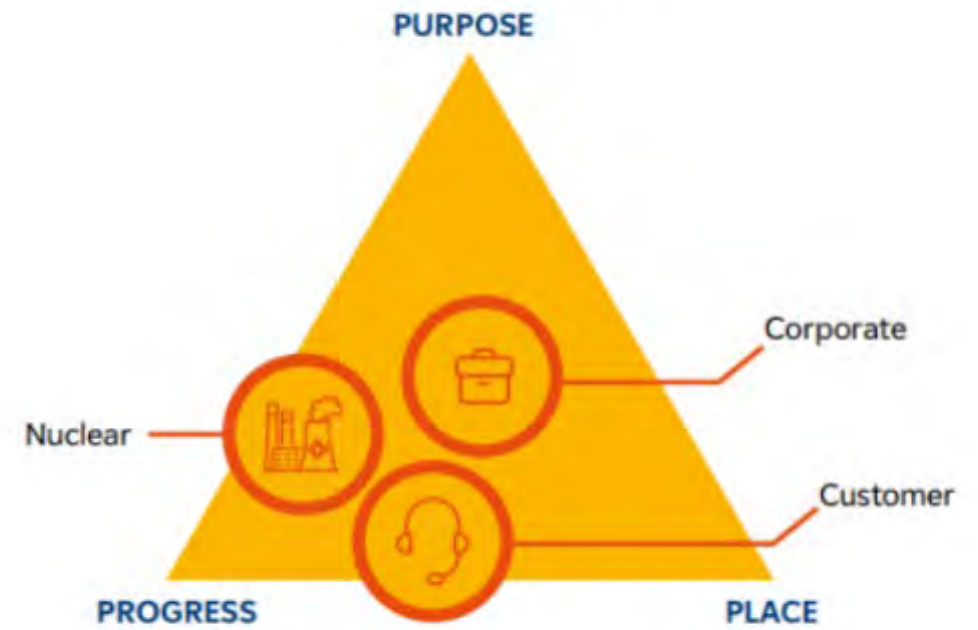 PURPOSE
Corporate
Nuclear
Customer
PROGRESS
PLACE